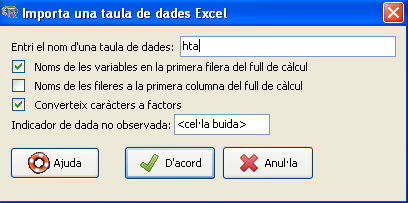 Importa una taula de dades Excel
Entri el nom d'una taula de dades: hta
Noms de les variables en la primera filera del full de càlcul
Noms de les fileres a la primera columna del full de càlcul
Converteix caràcters a factors
Indicador de dada no observada: <cel·la buida>
Ajuda D'acord Anul·la